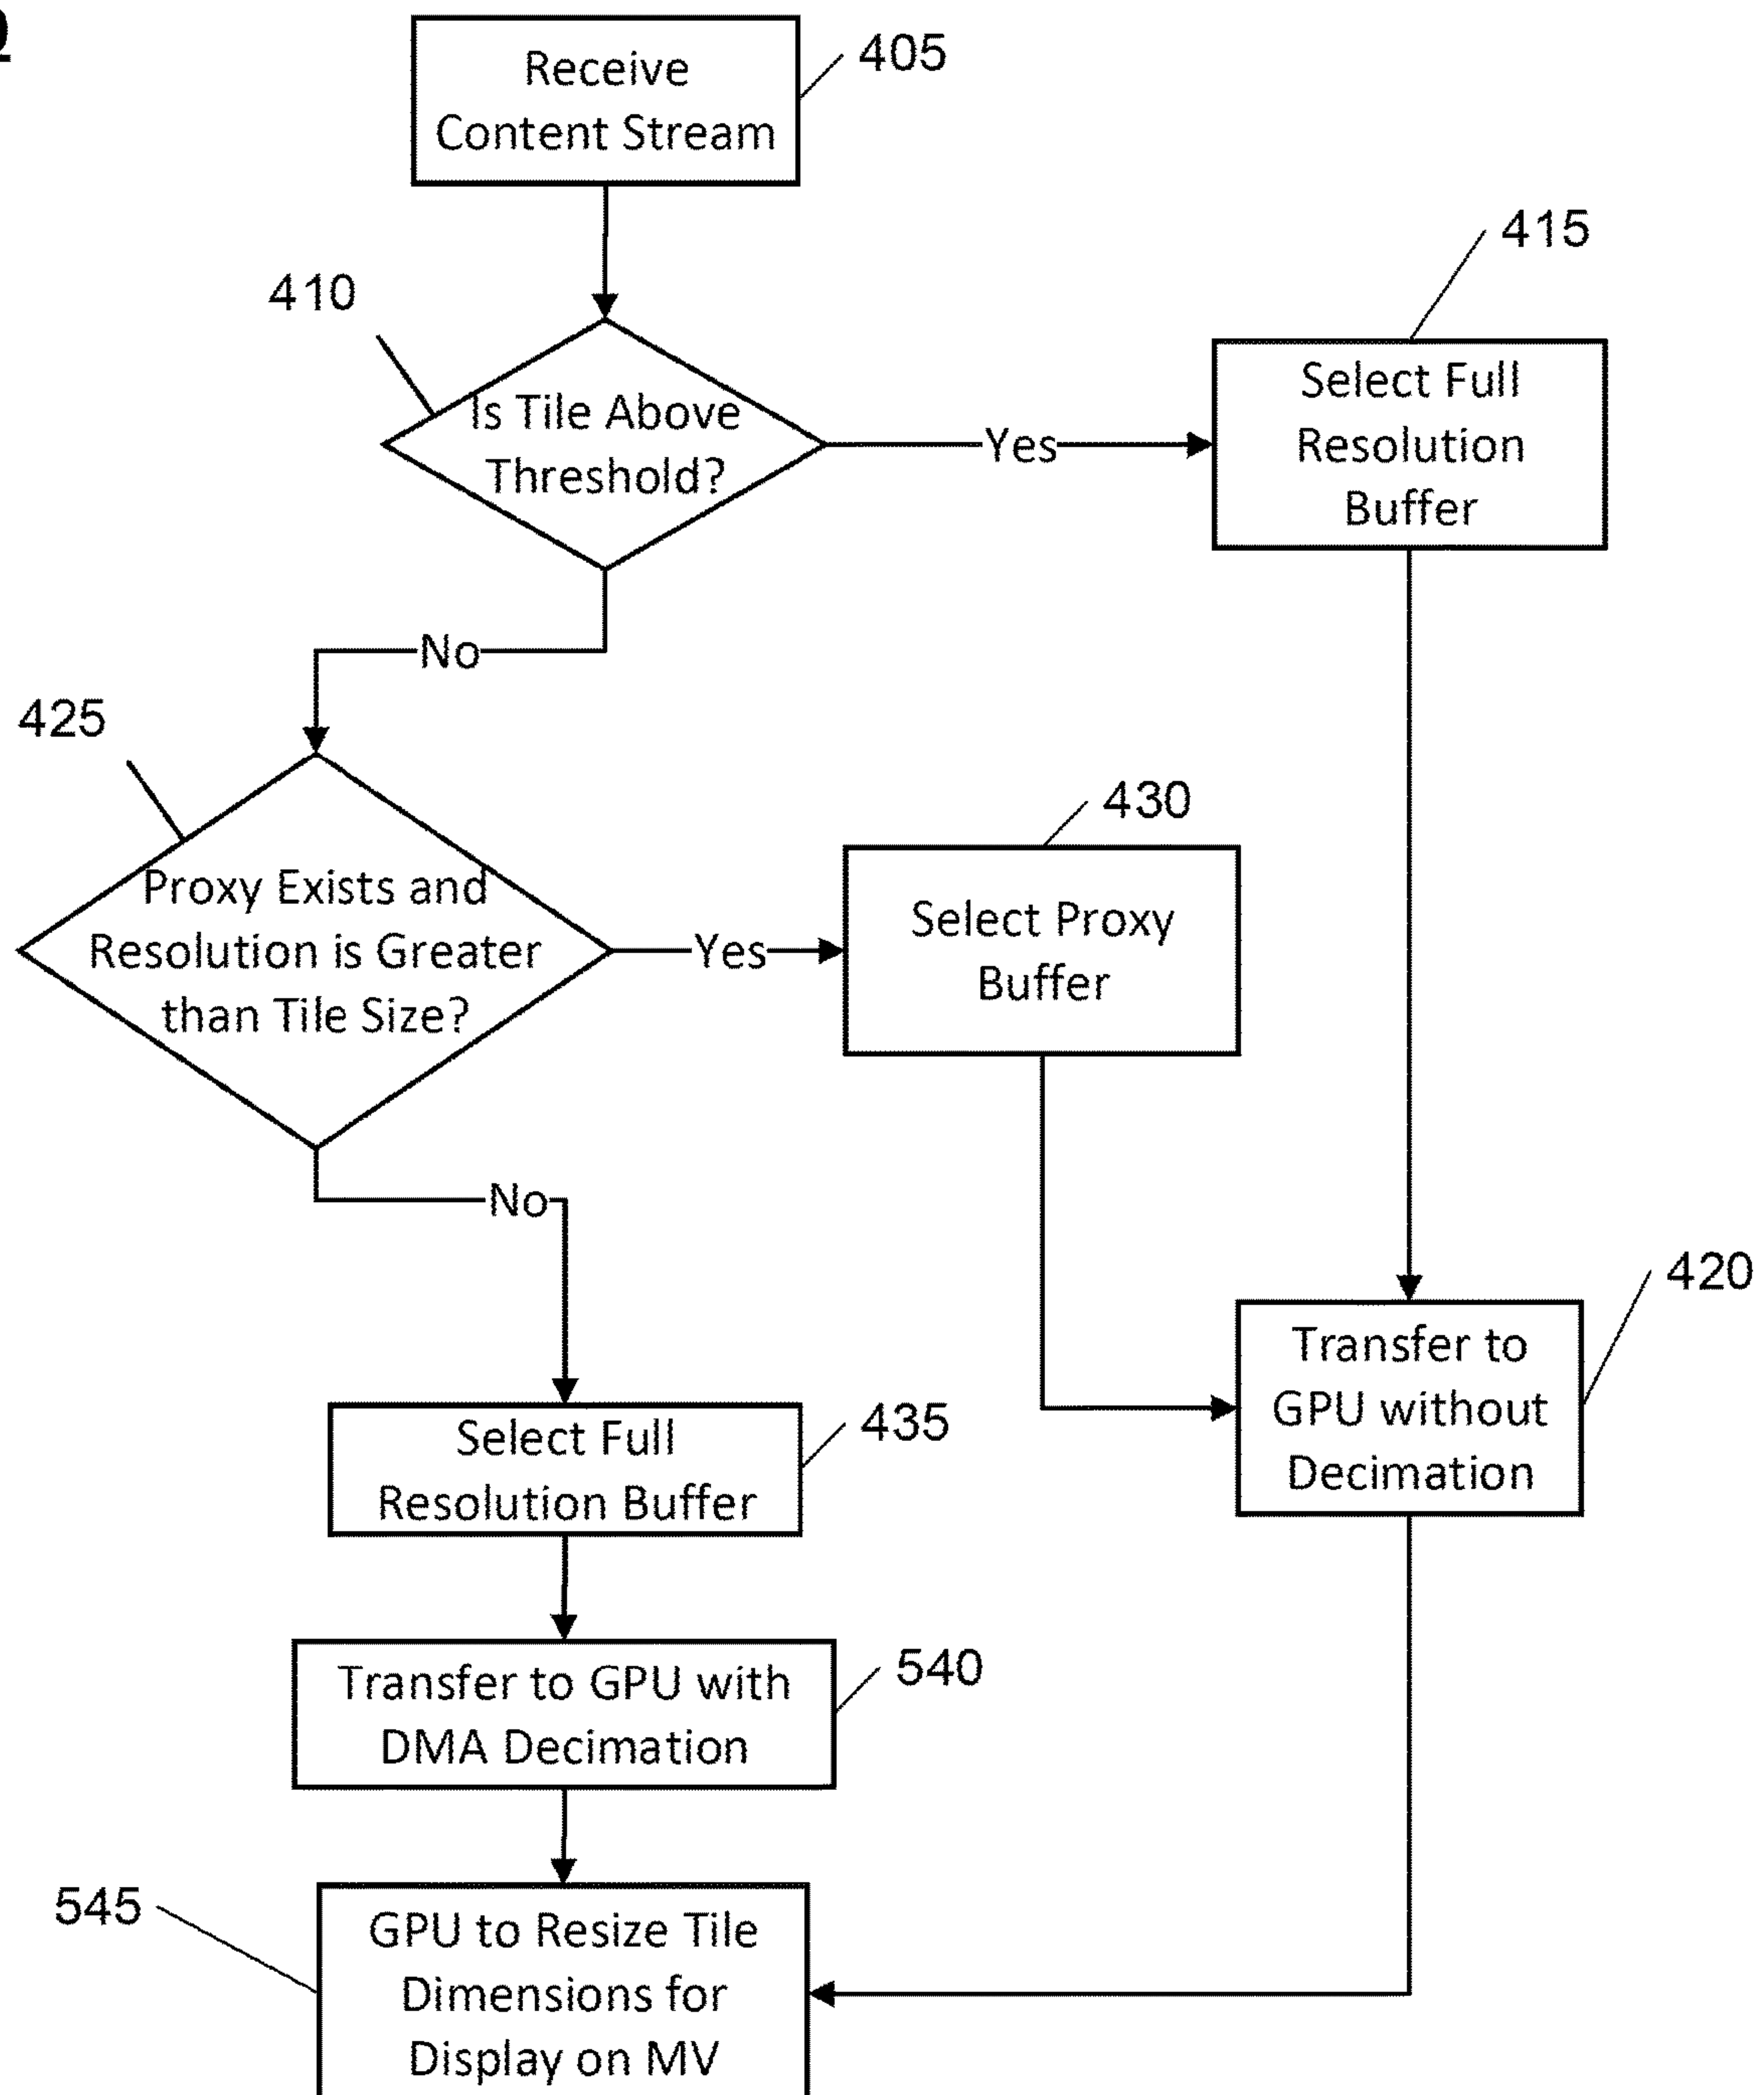 Receive
Content Stream
405
410
Is Tile Above
Threshold?
Yes
415
Select Full
Resolution
Buffer
No
425
Proxy Exists and
Resolution is Greater
than Tile Size?
Yes
430
Select Proxy
Buffer
No
435
Select Full
Resolution Buffer
420
Transfer to
GPU without
Decimation
540
Transfer to GPU with
DMA Decimation
545
GPU to Resize Tile
Dimensions for
Display on MV